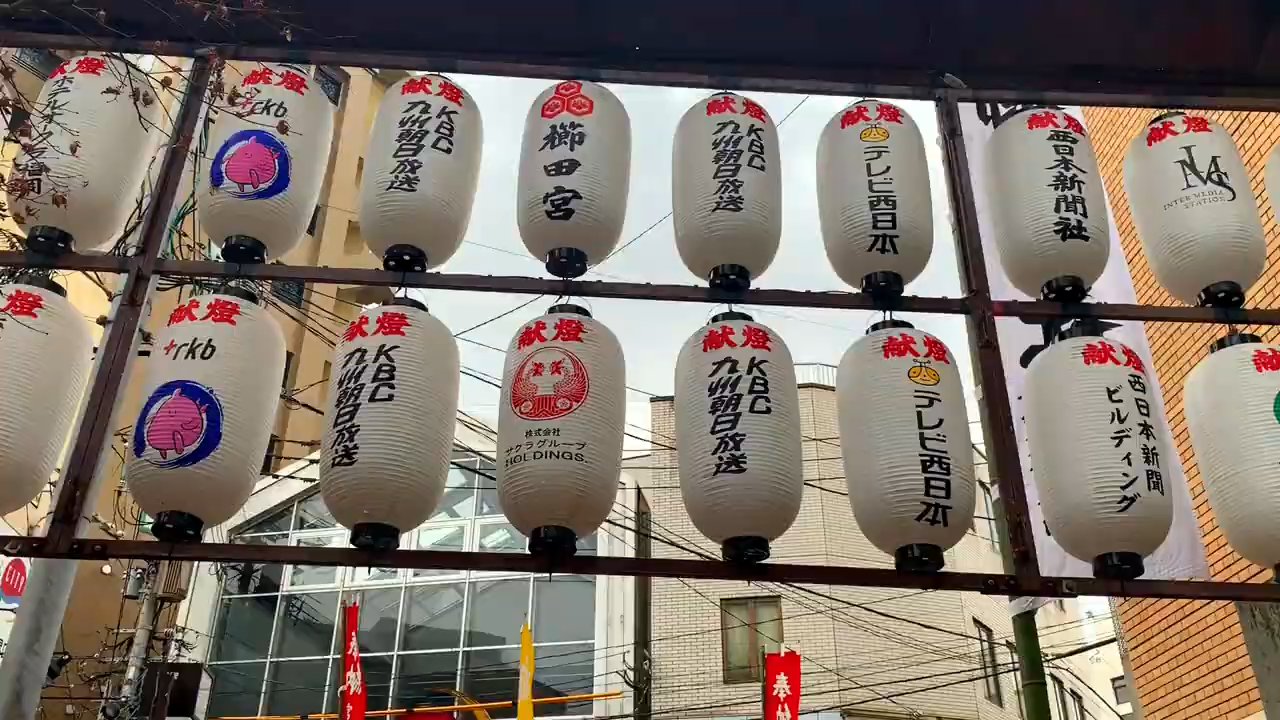 献燈
献燈
+rkb
献燈
KBC
九州朝日放送
櫛田宮
献燈
KBC
九州朝日放送
献燈
テレビ西日本
献燈
西日本新聞社
献燈
IMS
INTER MEDIA
STATION
献燈
+rkb
献燈
KBC
九州朝日放送
献燈
株式会社
サクラグループ
HOLDINGS.
献燈
KBC
九州朝日放送
献燈
テレビ西日本
献燈
西日本新聞
ビルディング
献
奉